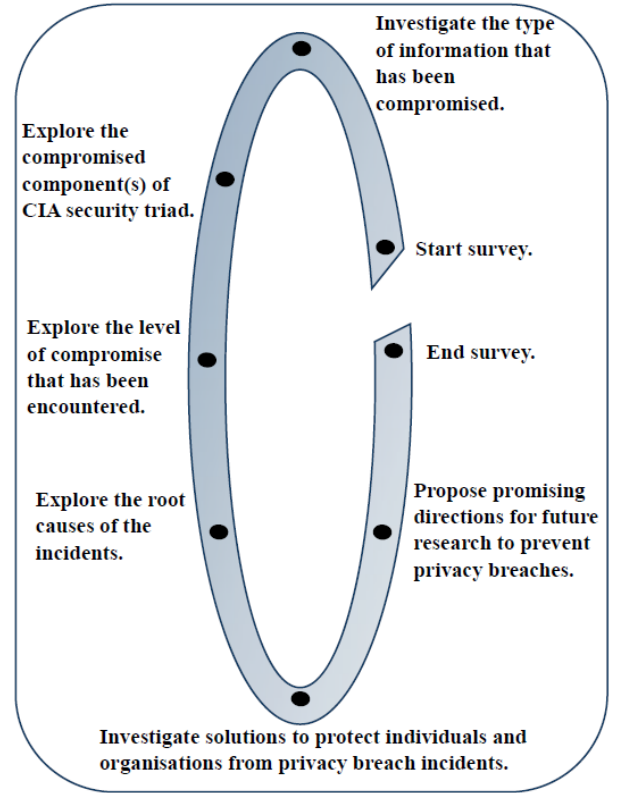 Investigate the type
of information that
has been
compromised.
Explore the
compromised
component(s) of
CIA security triad.
Start survey.
Explore the level
of compromise
that has been
encountered.
End survey.
Explore the root
causes of the
incidents.
Propose promising
directions for future
research to prevent
privacy breaches.
Investigate solutions to protect individuals and
organisations from privacy breach incidents.